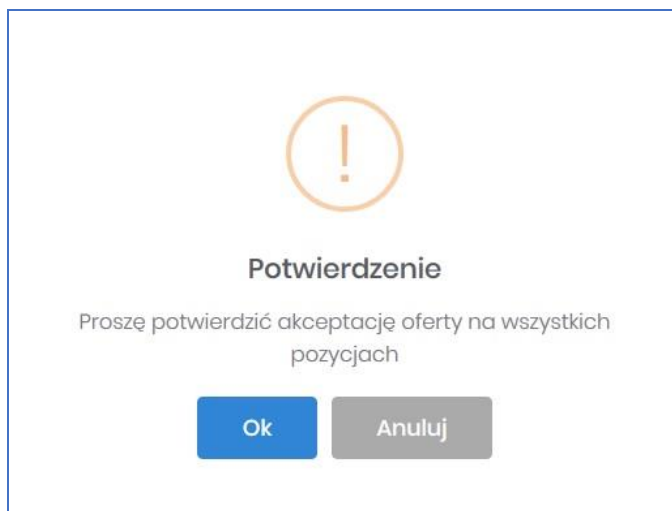 !
Potwierdzenie
Proszę potwierdzić akceptację oferty na wszystkich
pozycjach
Ok
Anuluj